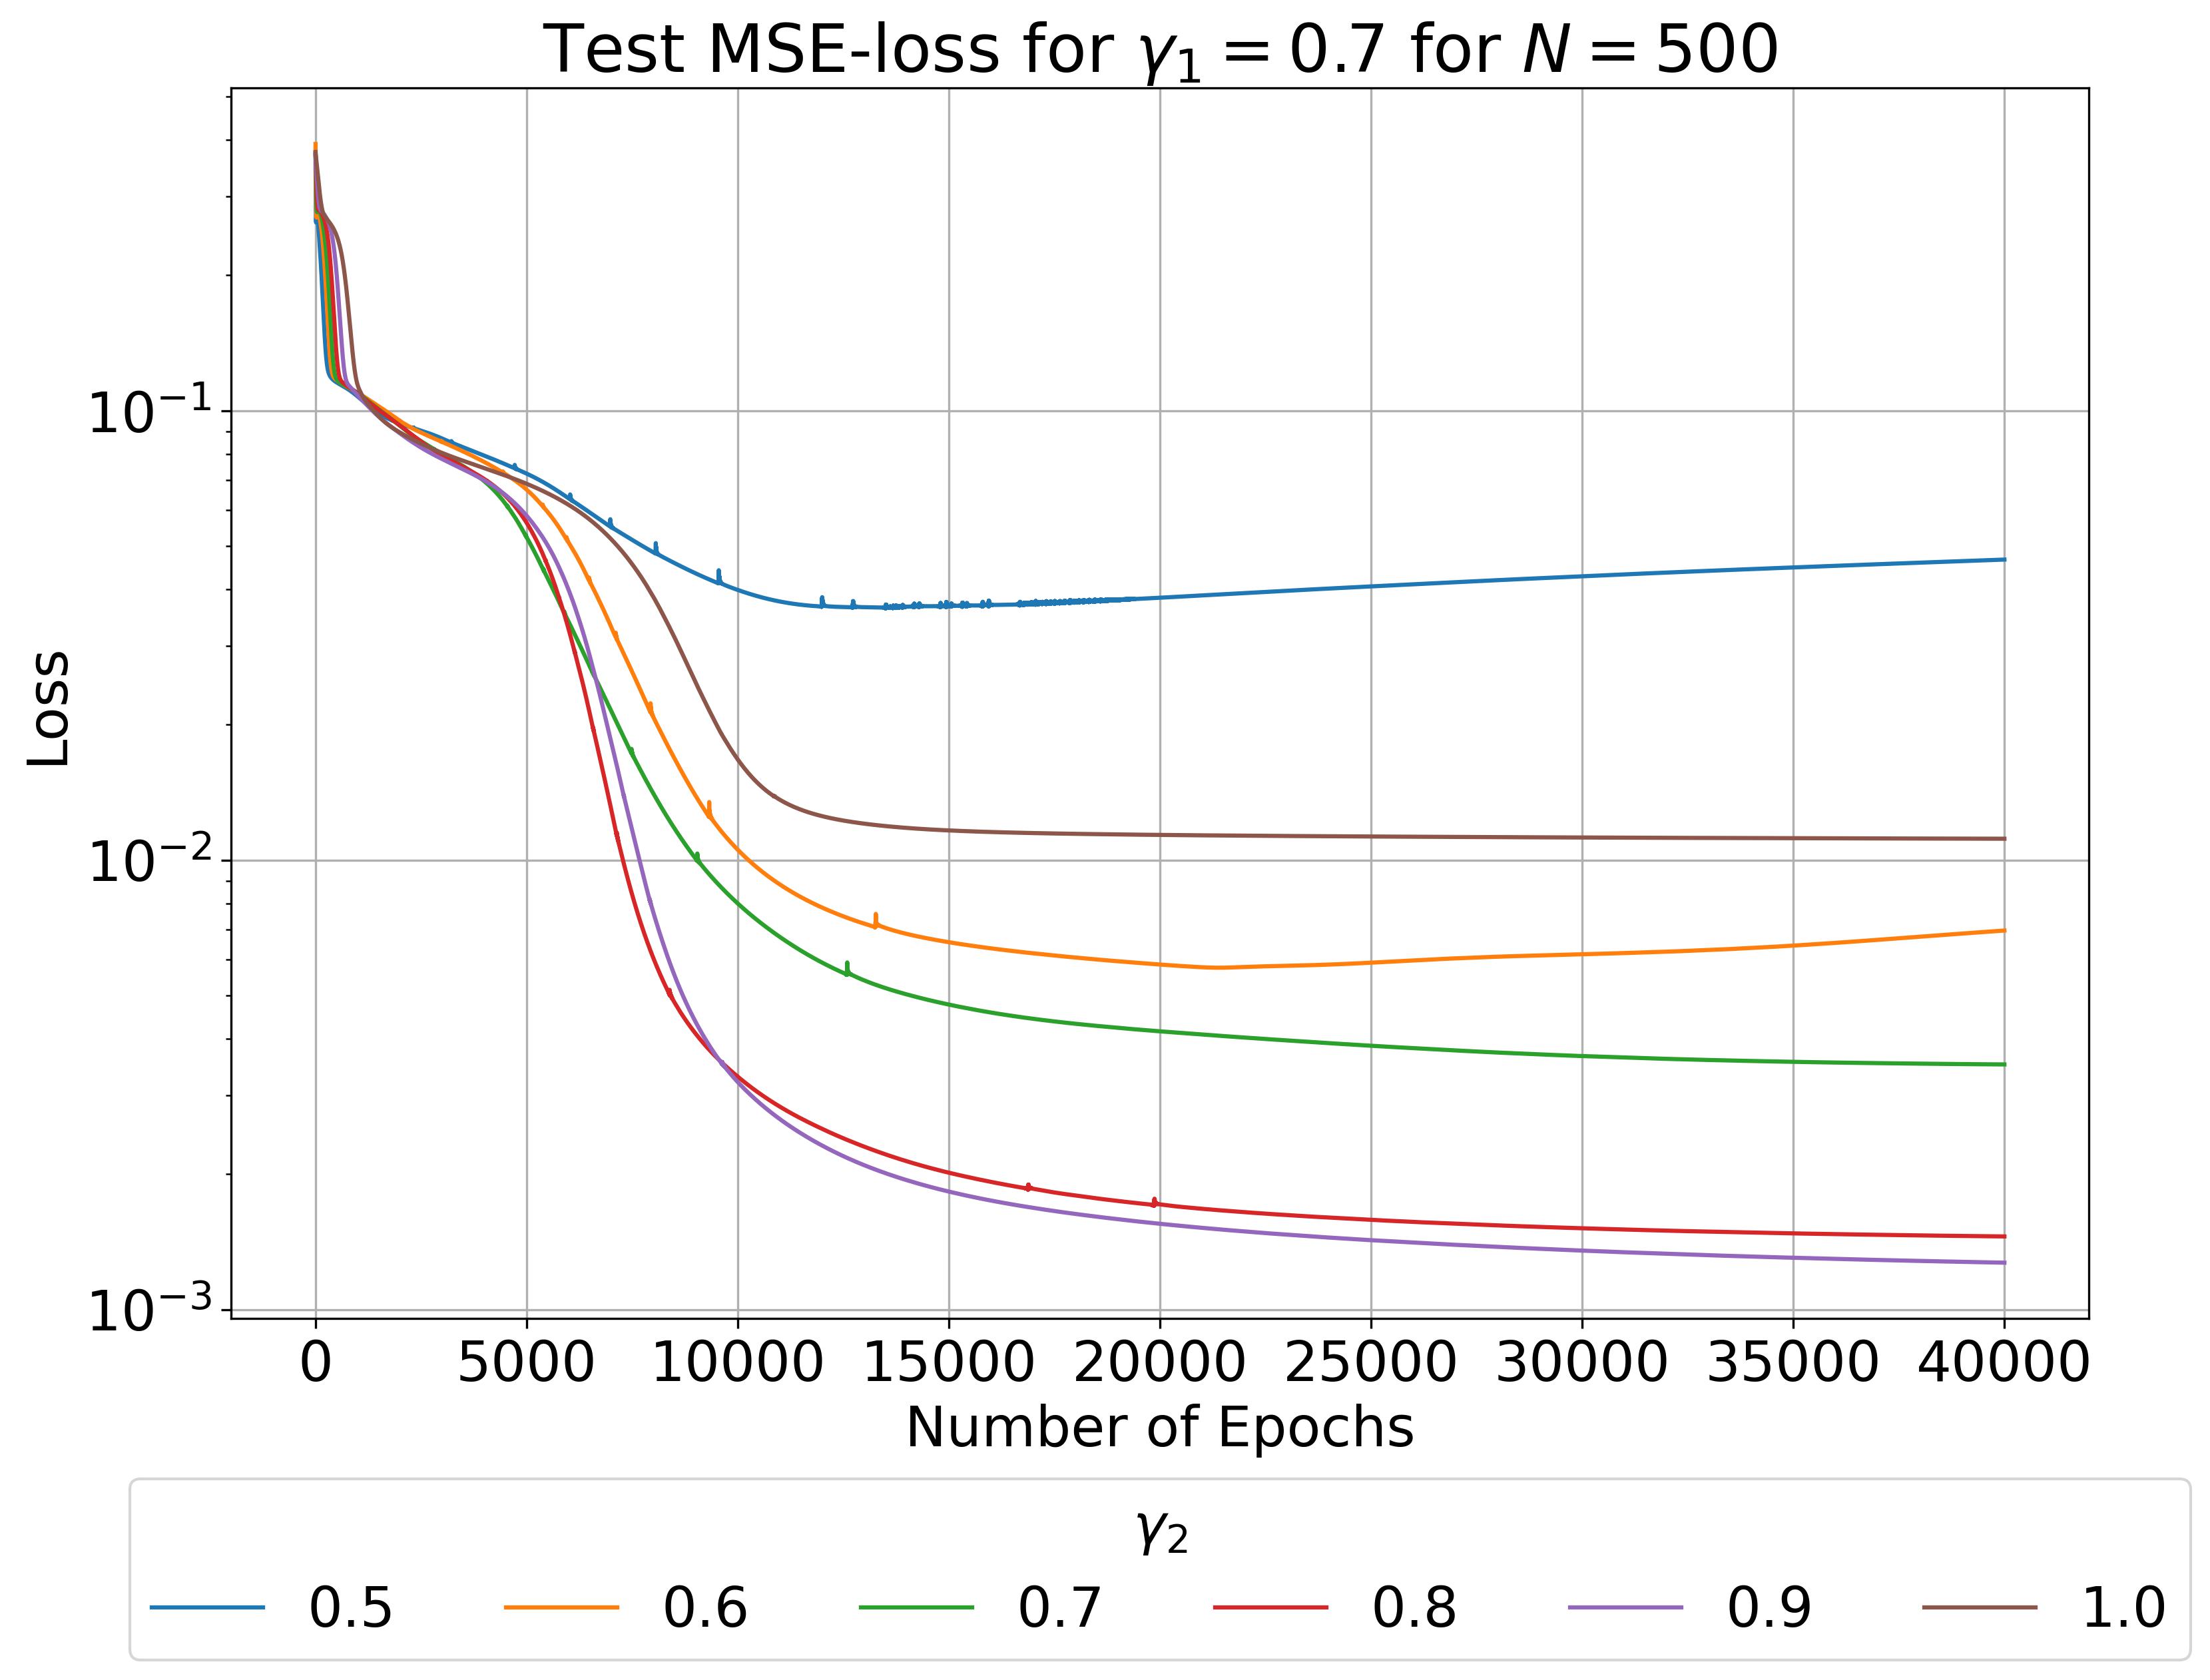 Test MSE-loss for γ₁ = 0.7 for N = 500
Loss
10⁻¹
10⁻²
10⁻³
0 5000 10000 15000 20000 25000 30000 35000 40000
Number of Epochs
γ₂
0.5 0.6 0.7 0.8 0.9 1.0